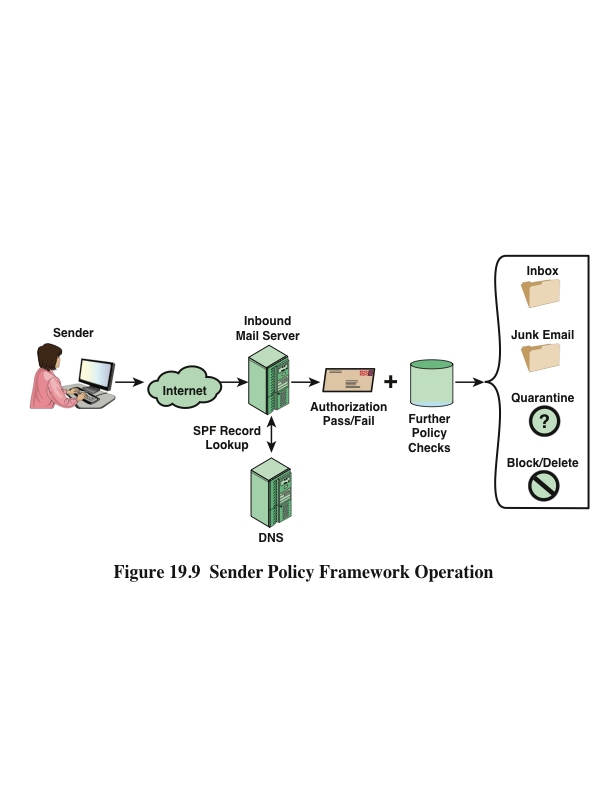 Sender
Internet
Inbound
Mail Server
SPF Record
Lookup
DNS
Authorization
Pass/Fail
+
Further
Policy
Checks
Inbox
Junk Email
Quarantine
?
Block/Delete
Figure 19.9 Sender Policy Framework Operation